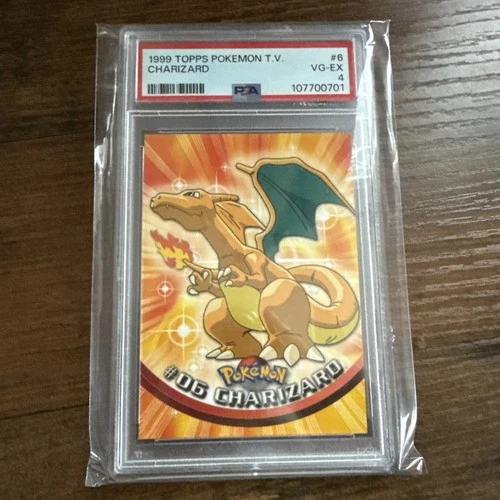 1999 TOPPS POKEMON T.V. #6
CHARIZARD VG-EX
4
PSA 107700701
POKéMON
#06 CHARIZARD